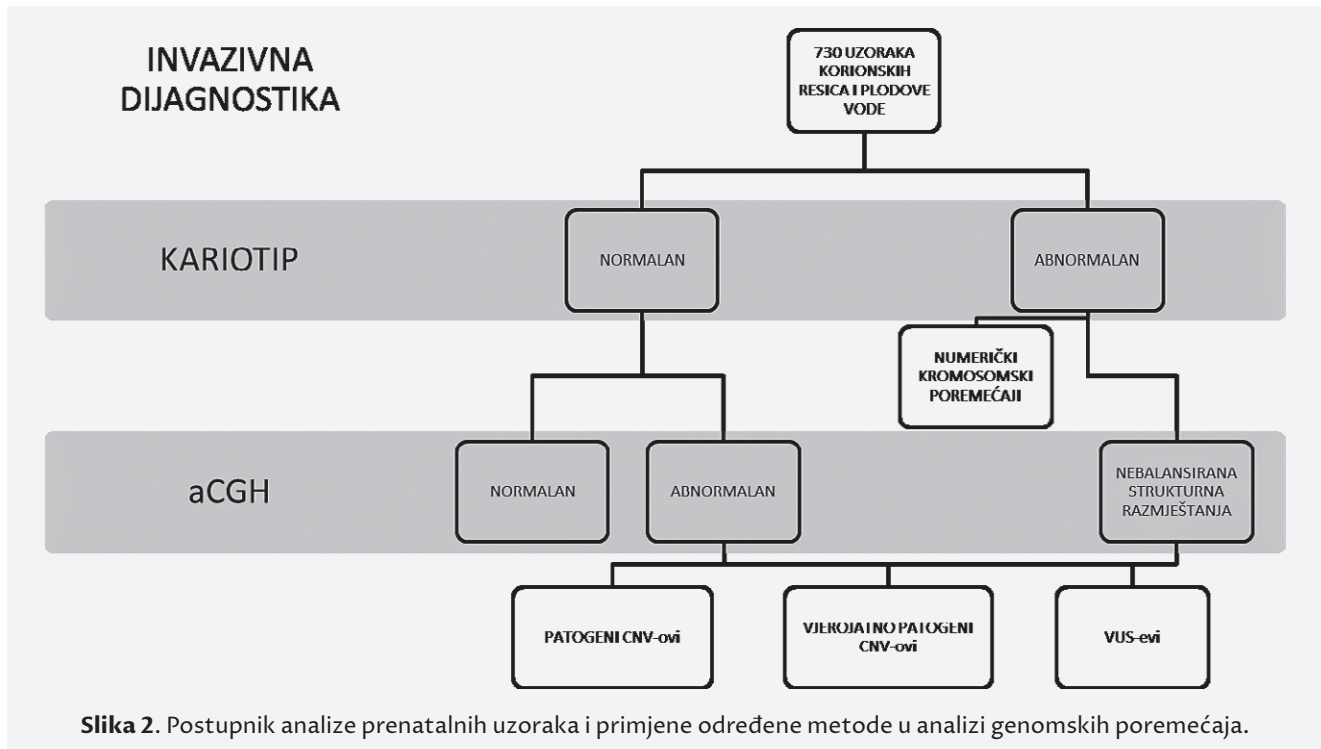 INVAZIVNA
DIJAGNOSTIKA
730 UZORAKA
KORIONSKIH
RESICA I PLODOVE
VODE
KARIOTIP
NORMALAN
ABNORMALAN
NUMERIČKI
KROMOSOMSKI
POREMEĆAJI
aCGH
NORMALAN
ABNORMALAN
NEBALANSIRANA
STRUKTURNA
RAZMJEŠTANJA
PATOGENI CNV-ovi
VJEROJATNO PATOGENI
CNV-ovi
VUS-evi
Slika 2. Postupnik analize prenatalnih uzoraka i primjene određene metode u analizi genomskih poremećaja.